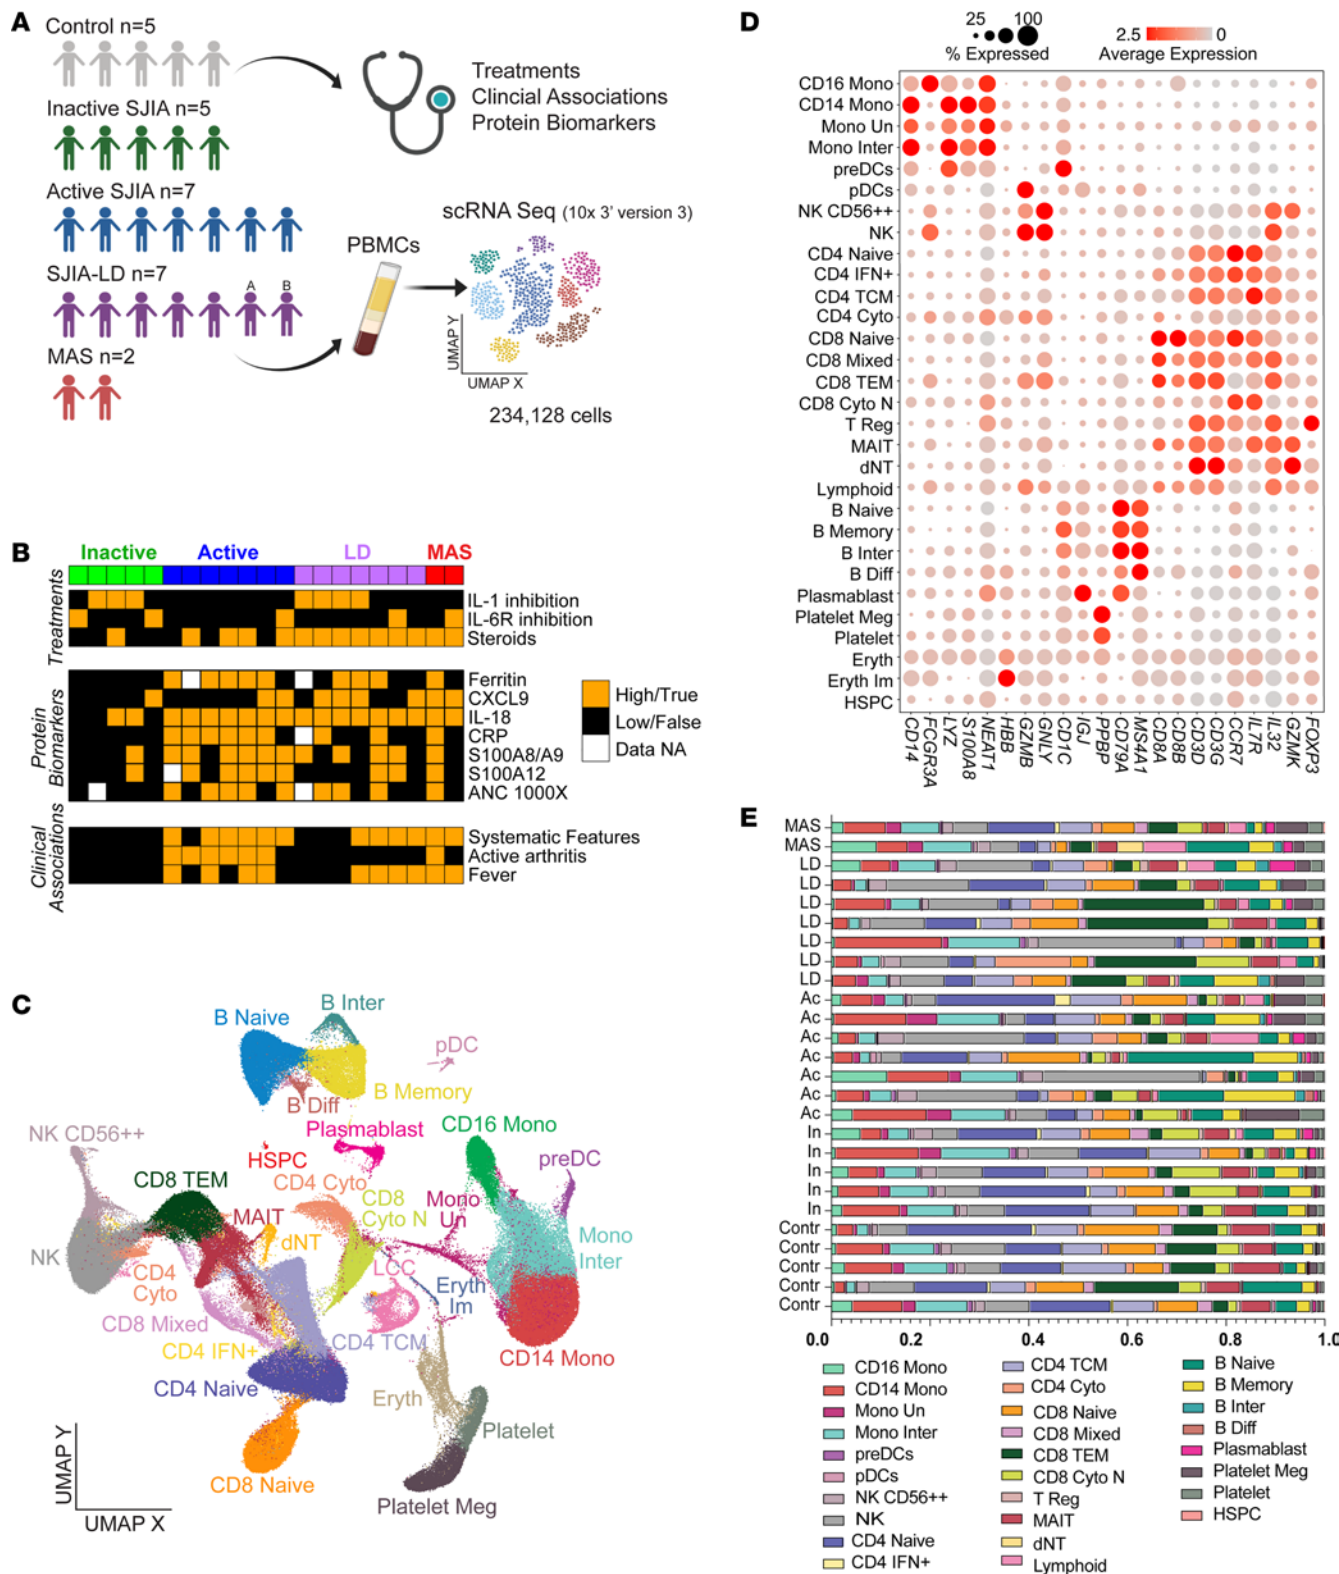 A
Control n=5
Inactive SJIA n=5
Active SJIA n=7
SJIA-LD n=7
A B
MAS n=2
Treatments
Clincial Associations
Protein Biomarkers
PBMCs
scRNA Seq (10x 3' version 3)
UMAP Y
UMAP X
234,128 cells
B
Inactive Active LD MAS
Treatments
IL-1 inhibition
IL-6R inhibition
Steroids
Protein
Biomarkers
Ferritin
CXCL9
IL-18
CRP
S100A8/A9
S100A12
ANC 1000X
High/True
Low/False
Data NA
Clinical
Associations
Systematic Features
Active arthritis
Fever
C
B Inter
B Naive
pDC
B Memory
B Diff
Plasmablast
NK CD56++
CD16 Mono
HSPC
preDC
CD8 TEM
CD4 Cyto
CD8
Cyto N
Mono
Un
MAIT
Mono
Inter
dNT
NK
LCC
CD4
Cyto
Eryth
Im
CD8 Mixed
CD4 IFN+
CD4 TCM
CD14 Mono
CD4 Naive
Eryth
Platelet
CD8 Naive
Platelet Meg
UMAP Y
UMAP X
D
25 100
% Expressed
2.5 0
Average Expression
CD16 Mono
CD14 Mono
Mono Un
Mono Inter
preDCs
pDCs
NK CD56++
NK
CD4 Naive
CD4 IFN+
CD4 TCM
CD4 Cyto
CD8 Naive
CD8 Mixed
CD8 TEM
CD8 Cyto N
T Reg
MAIT
dNT
Lymphoid
B Naive
B Memory
B Inter
B Diff
Plasmablast
Platelet Meg
Platelet
Eryth
Eryth Im
HSPC
CD14
FCGR3A
LYZ
S100A8
NEAT1
HBB
GZMB
GNLY
CD1C
IGJ
PPBP
CD79A
MS4A1
CD8A
CD8B
CD3D
CD3G
CCR7
IL7R
IL32
GZMK
FOXP3
E
MAS
MAS
LD
LD
LD
LD
LD
LD
LD
Ac
Ac
Ac
Ac
Ac
Ac
Ac
In
In
In
In
In
Contr
Contr
Contr
Contr
Contr
0.0 0.2 0.4 0.6 0.8 1.0
CD16 Mono
CD14 Mono
Mono Un
Mono Inter
preDCs
pDCs
NK CD56++
NK
CD4 Naive
CD4 IFN+
CD4 TCM
CD4 Cyto
CD8 Naive
CD8 Mixed
CD8 TEM
CD8 Cyto N
T Reg
MAIT
dNT
Lymphoid
B Naive
B Memory
B Inter
B Diff
Plasmablast
Platelet Meg
Platelet
HSPC